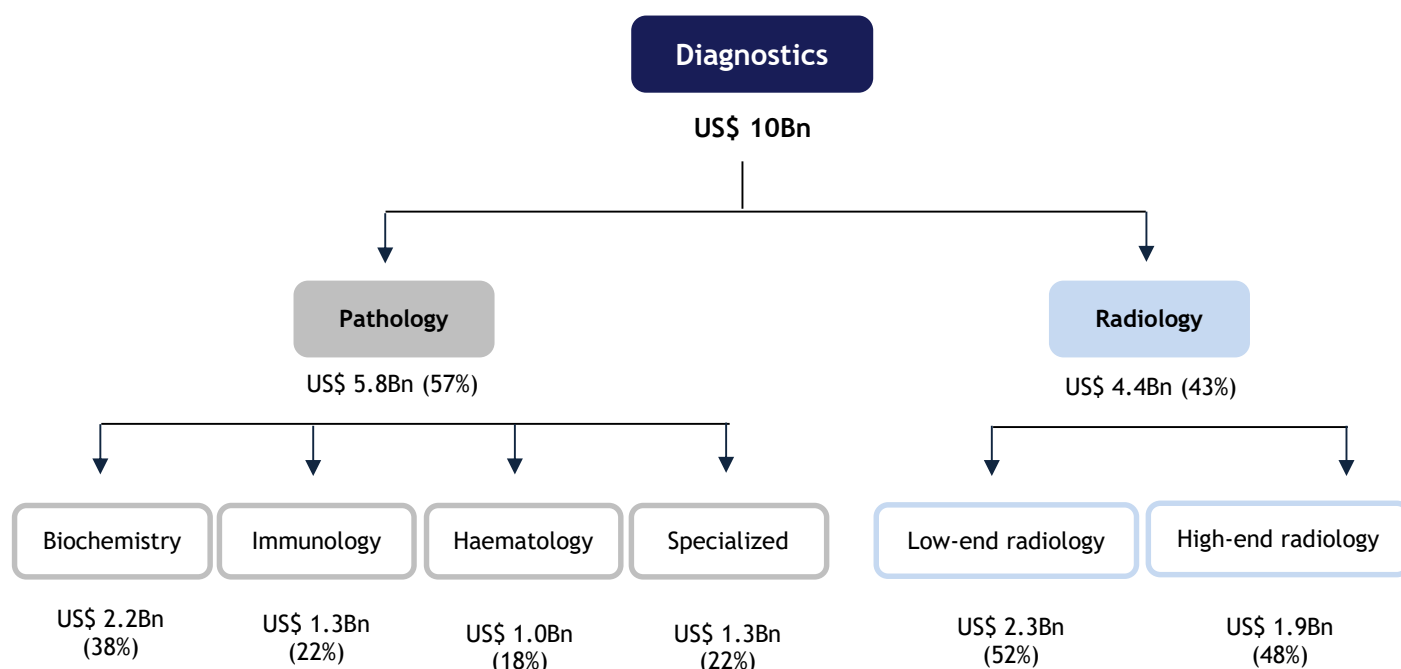 Diagnostics
US$ 10Bn
Pathology
Radiology
US$ 5.8Bn (57%)
US$ 4.4Bn (43%)
Biochemistry
Immunology
Haematology
Specialized
Low-end radiology
High-end radiology
US$ 2.2Bn
(38%)
US$ 1.3Bn
(22%)
US$ 1.0Bn
(18%)
US$ 1.3Bn
(22%)
US$ 2.3Bn
(52%)
US$ 1.9Bn
(48%)